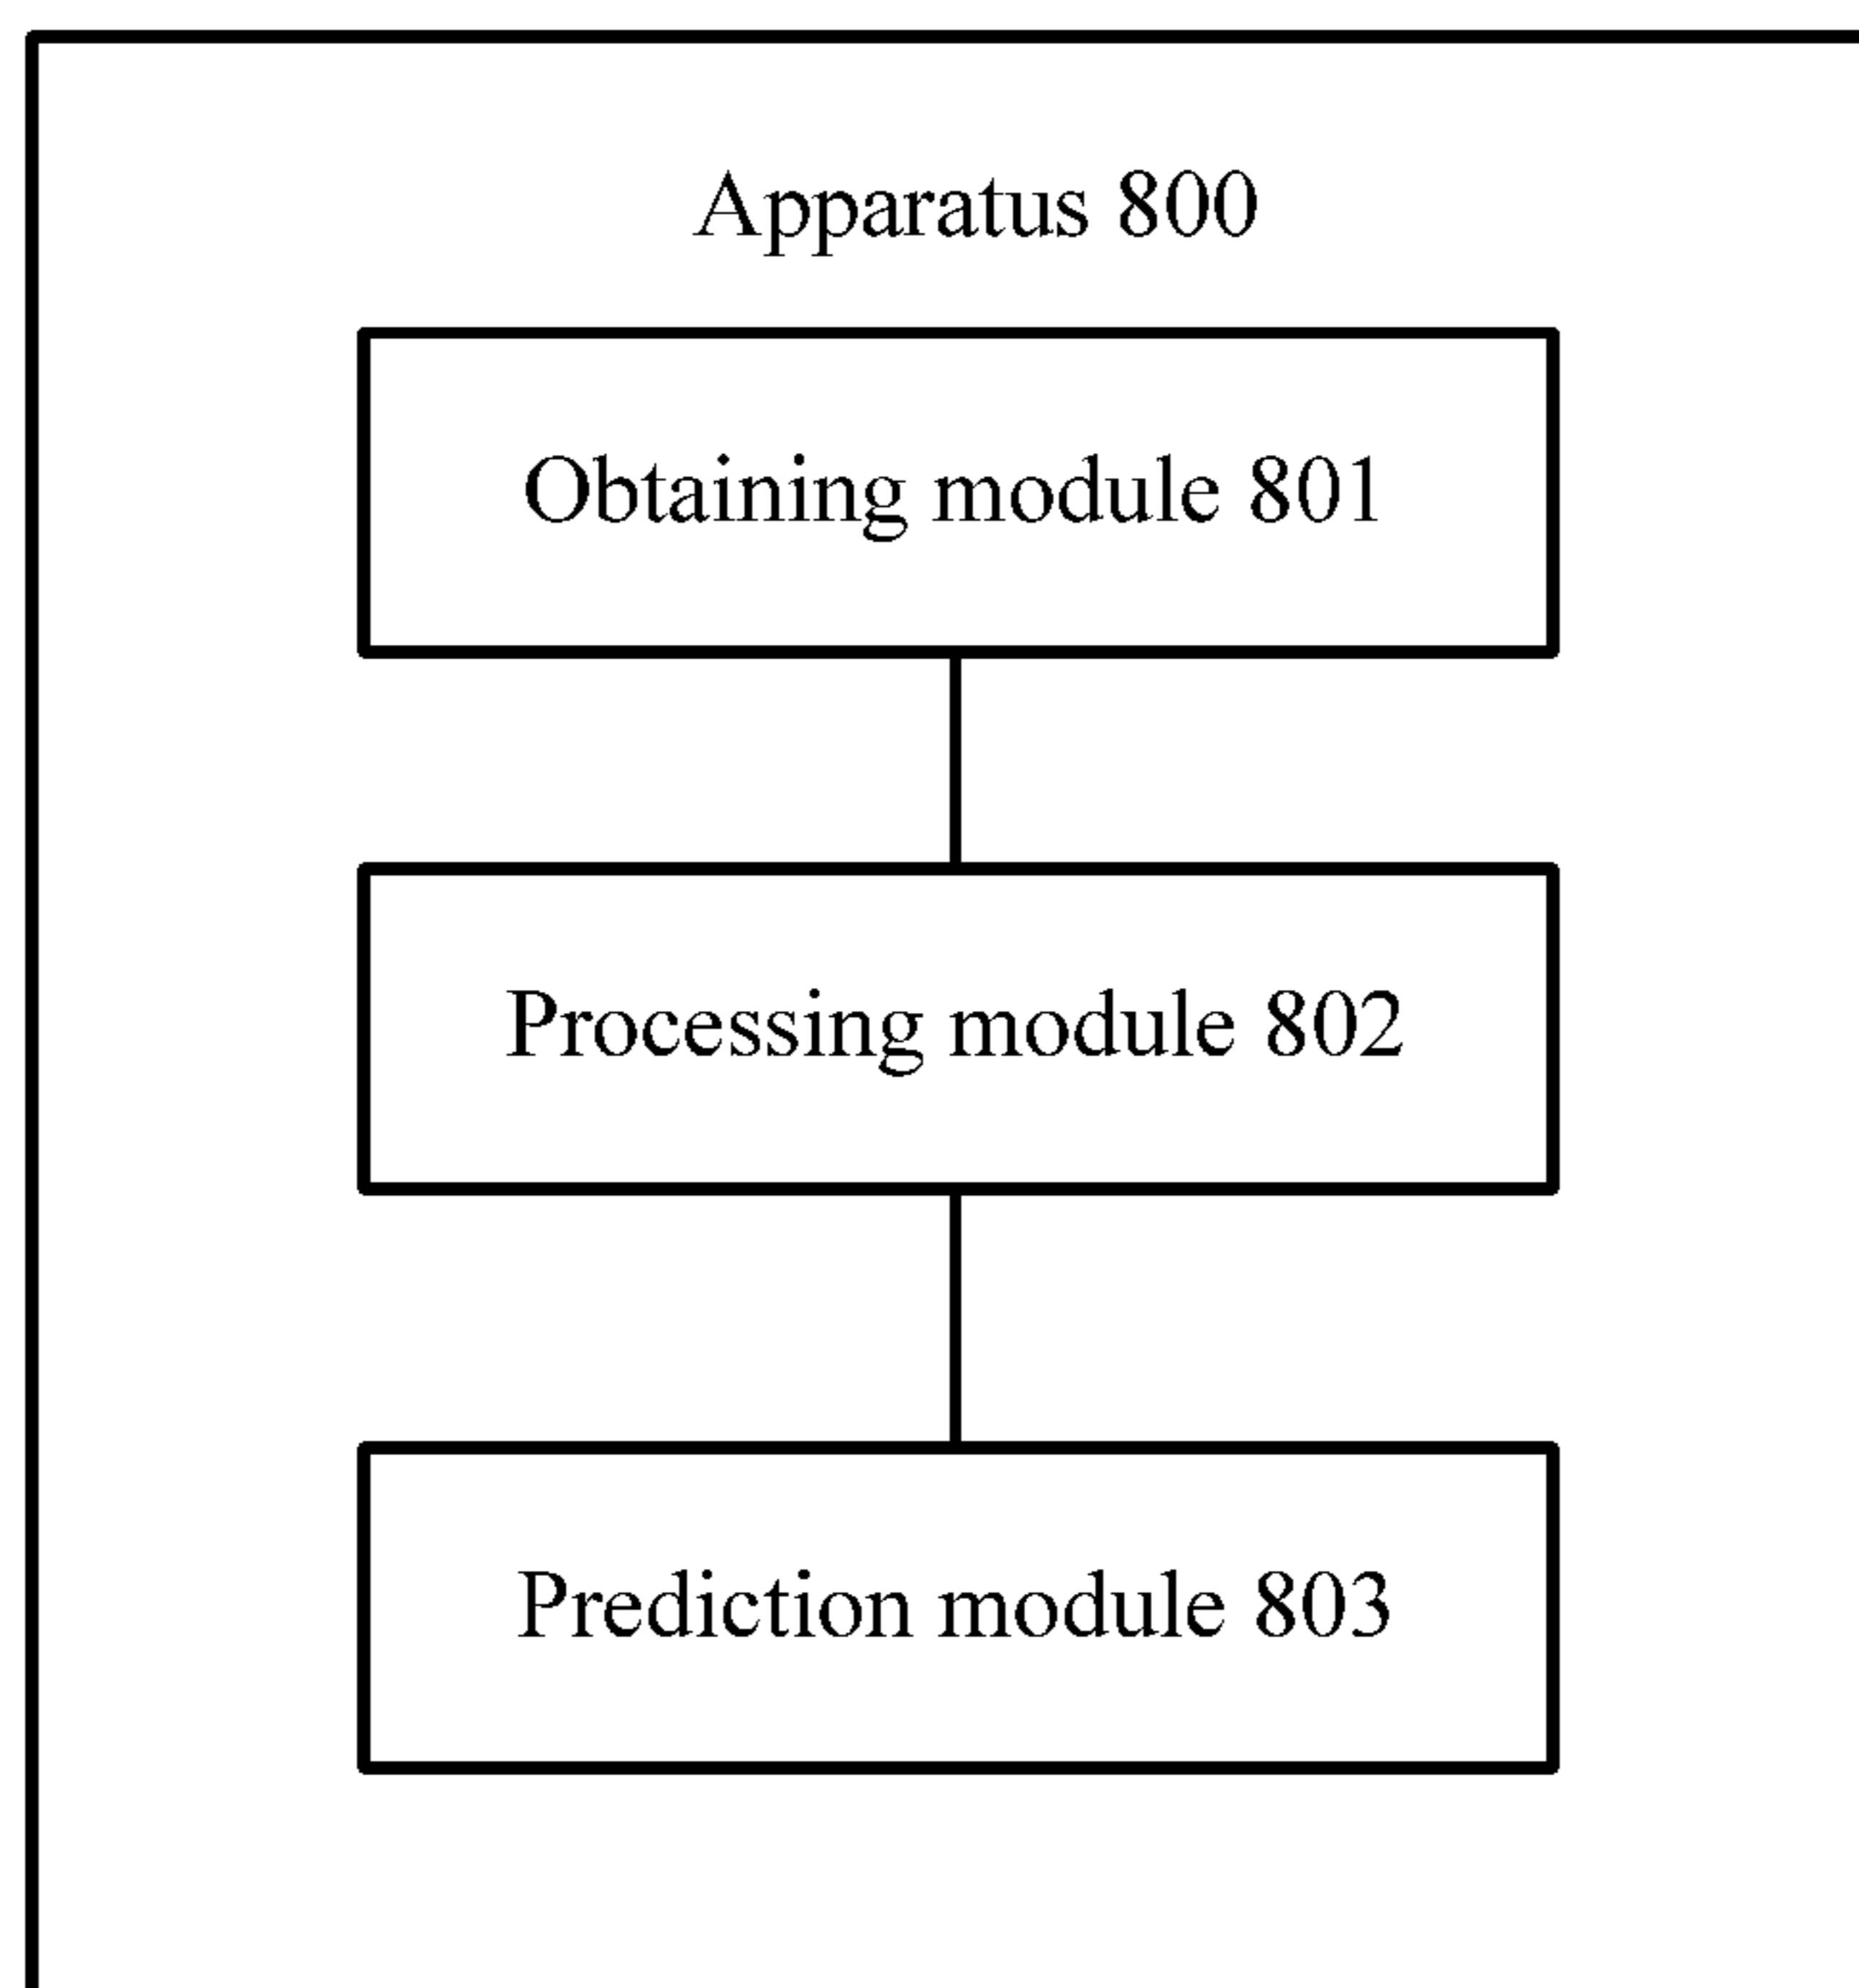 Apparatus 800
Obtaining module 801
Processing module 802
Prediction module 803